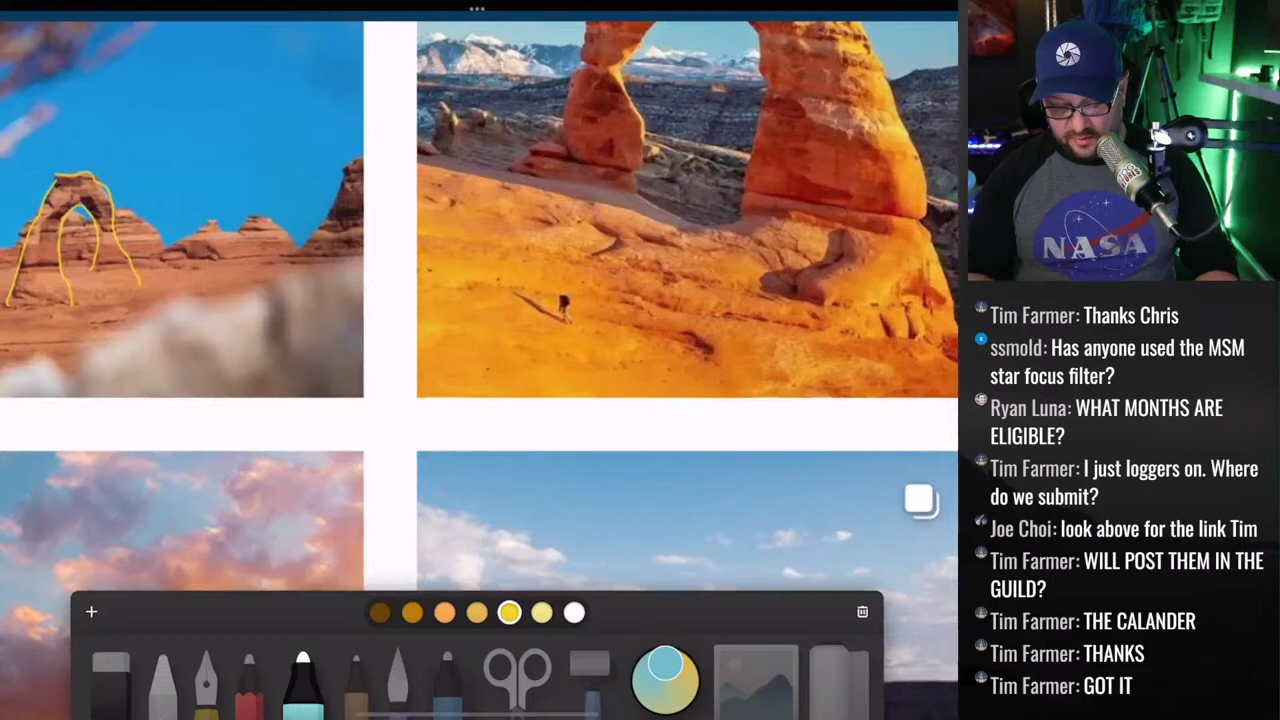 NASA
Tim Farmer: Thanks Chris
ssmold: Has anyone used the MSM
star focus filter?
Ryan Luna: WHAT MONTHS ARE
ELIGIBLE?
Tim Farmer: I just loggers on. Where
do we submit?
Joe Choi: look above for the link Tim
Tim Farmer: WILL POST THEM IN THE
GUILD?
Tim Farmer: THE CALANDER
Tim Farmer: THANKS
Tim Farmer: GOT IT